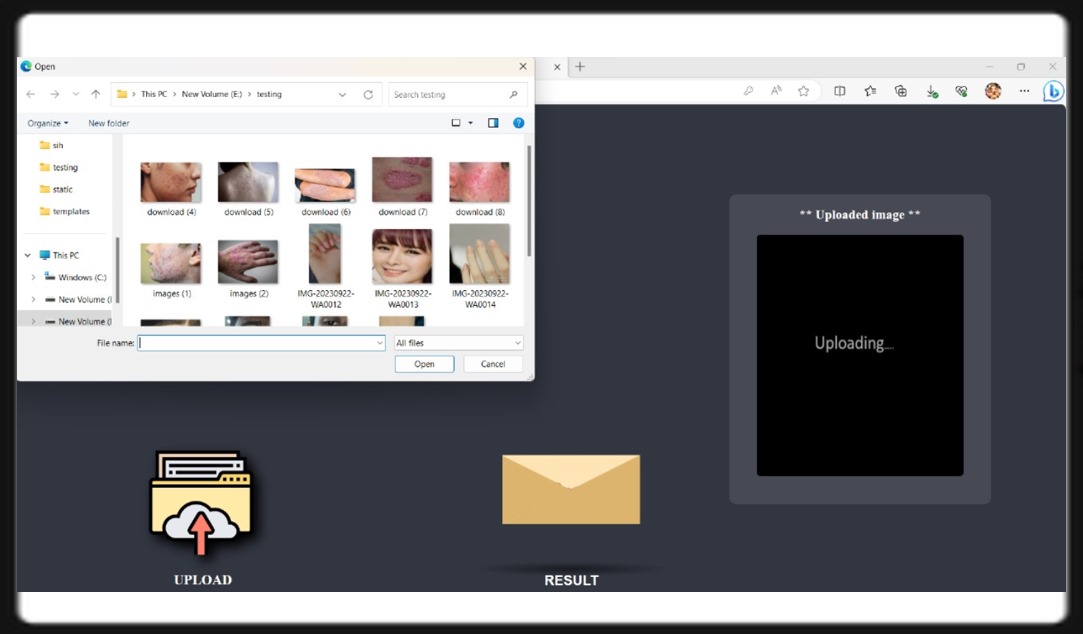 Open
This PC > New Volume (E:) > testing
Search testing
Organize
New folder
sih
testing
static
templates
This PC
Windows (C:)
New Volume (
New Volume (
download (4)
download (5)
download (6)
download (7)
download (8)
images (1)
images (2)
IMG-20230922-
WA0012
IMG-20230922-
WA0013
IMG-20230922-
WA0014
File name:
All files
Open
Cancel
** Uploaded image **
Uploading....
UPLOAD
RESULT